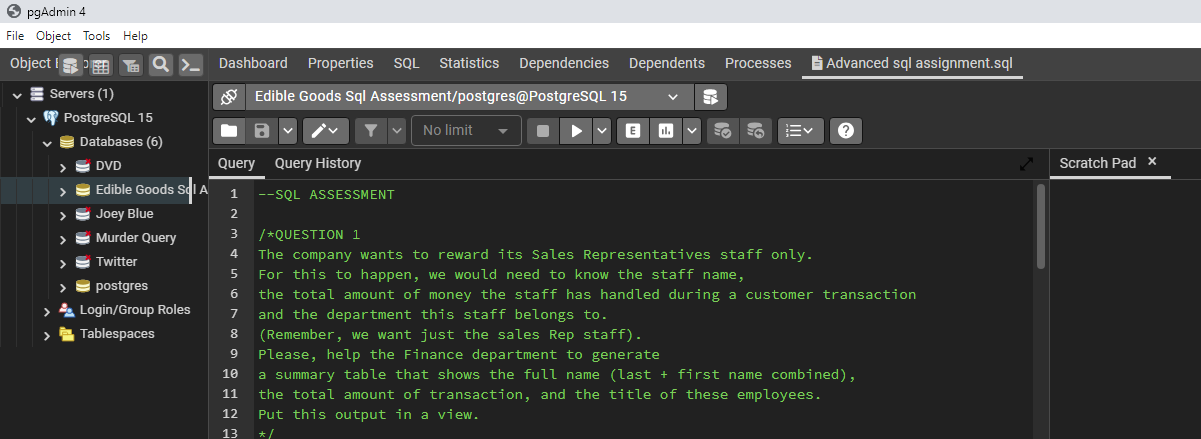 pgAdmin 4
File Object Tools Help
Object
Dashboard Properties SQL Statistics Dependencies Dependents Processes Advanced sql assignment.sql
Servers (1)
PostgreSQL 15
Databases (6)
DVD
Edible Goods Sql A
Joey Blue
Murder Query
Twitter
postgres
Login/Group Roles
Tablespaces
Edible Goods Sql Assessment/postgres@PostgreSQL 15
No limit
E
Query Query History
Scratch Pad
1 --SQL ASSESSMENT
2
3 /*QUESTION 1
4 The company wants to reward its Sales Representatives staff only.
5 For this to happen, we would need to know the staff name,
6 the total amount of money the staff has handled during a customer transaction
7 and the department this staff belongs to.
8 (Remember, we want just the sales Rep staff).
9 Please, help the Finance department to generate
10 a summary table that shows the full name (last + first name combined),
11 the total amount of transaction, and the title of these employees.
12 Put this output in a view.
13 */